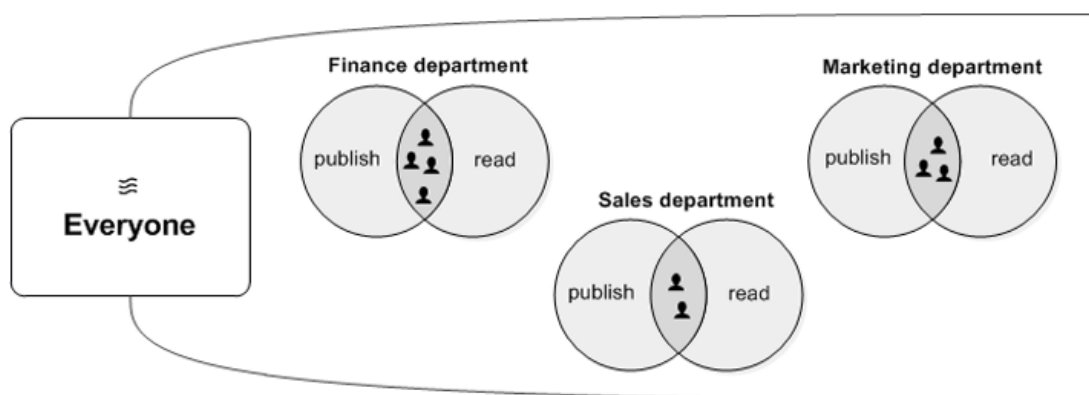 Finance department
publish
read
Marketing department
publish
read
Everyone
Sales department
publish
read